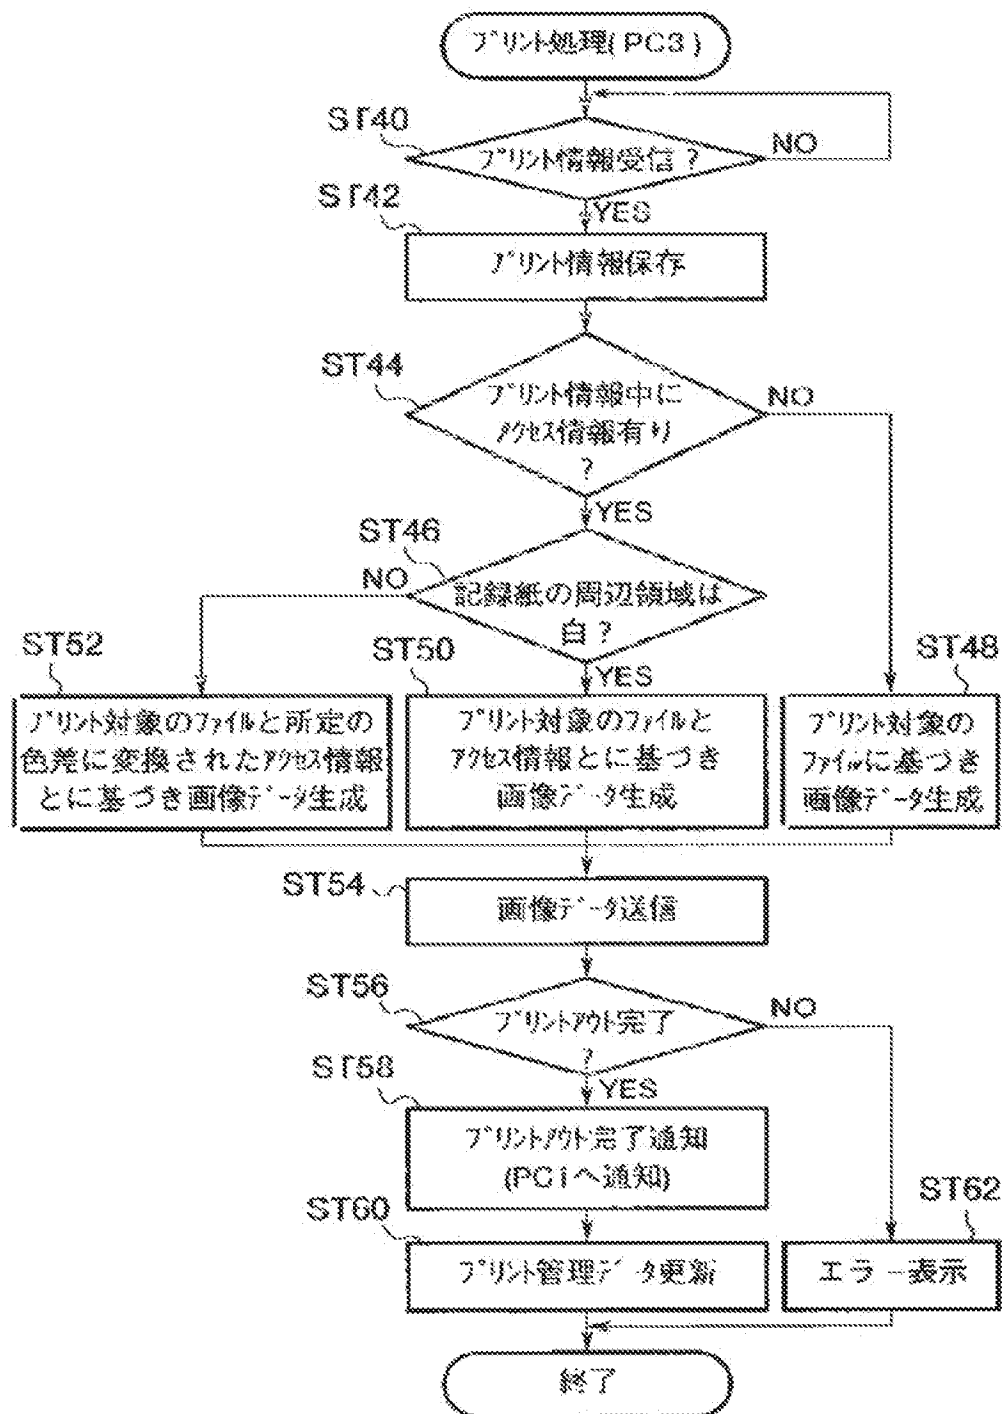 プリント処理(PC3)
ST40
プリント情報受信?
NO
ST42
YES
プリント情報保存
ST44
プリント情報中に
アクセス情報有り
?
NO
YES
ST46
NO
記録紙の周辺領域は
白?
ST52
ST50
YES
ST48
プリント対象のファイルと所定の
色差に変換されたアクセス情報
とに基づき画像データ生成
プリント対象のファイルと
アクセス情報とに基づき
画像データ生成
プリント対象の
ファイルに基づき
画像データ生成
ST54
画像データ送信
ST56
プリントアウト完了
?
NO
ST58
YES
プリントアウト完了通知
(PC1へ通知)
ST60
プリント管理データ更新
ST62
エラー表示
終了